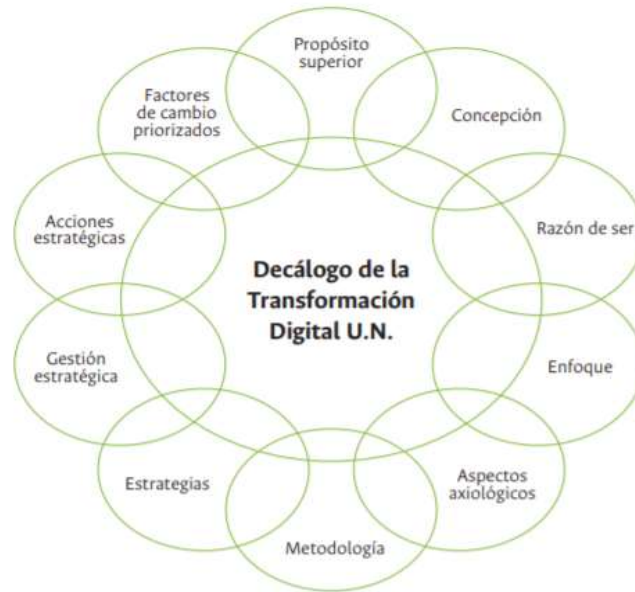 Propósito
superior
Concepción
Razón de ser
Enfoque
Aspectos
axiológicos
Metodología
Estrategias
Gestión
estratégica
Acciones
estratégicas
Factores
de cambio
priorizados
Decálogo de la
Transformación
Digital U.N.